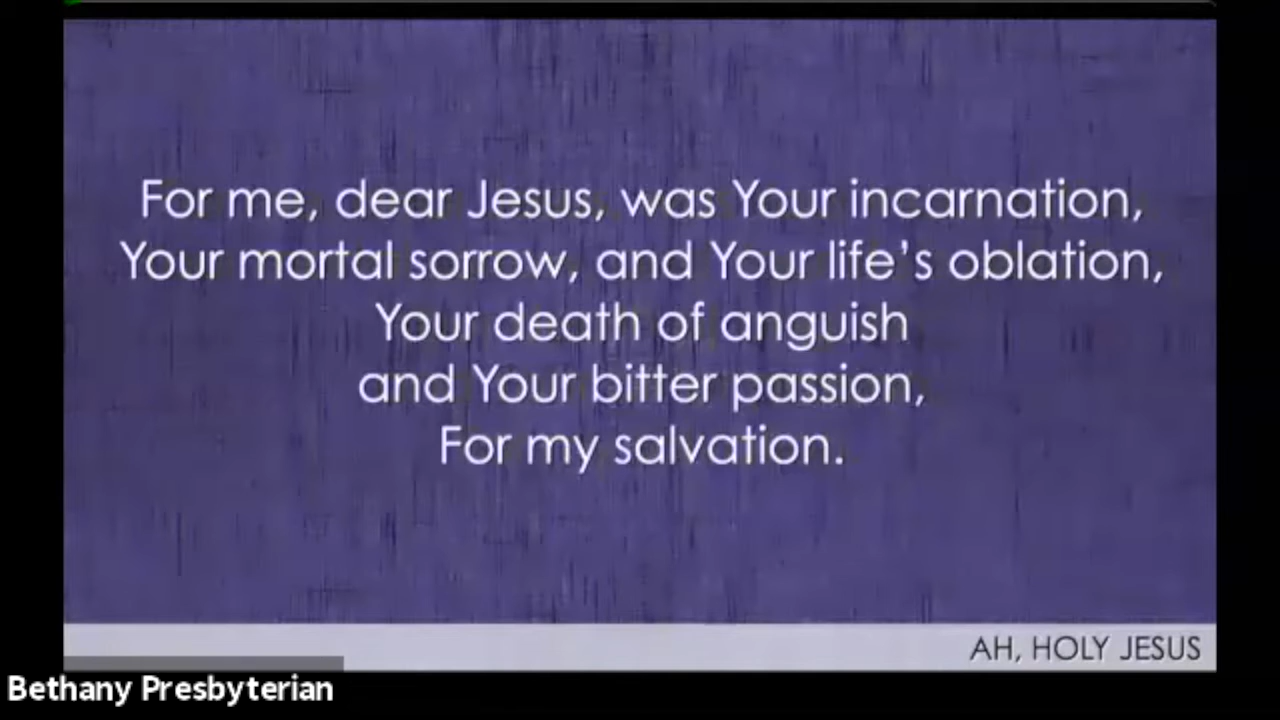 For me, dear Jesus, was Your incarnation,
Your mortal sorrow, and Your life’s oblation,
Your death of anguish
and Your bitter passion,
For my salvation.
AH, HOLY JESUS
Bethany Presbyterian